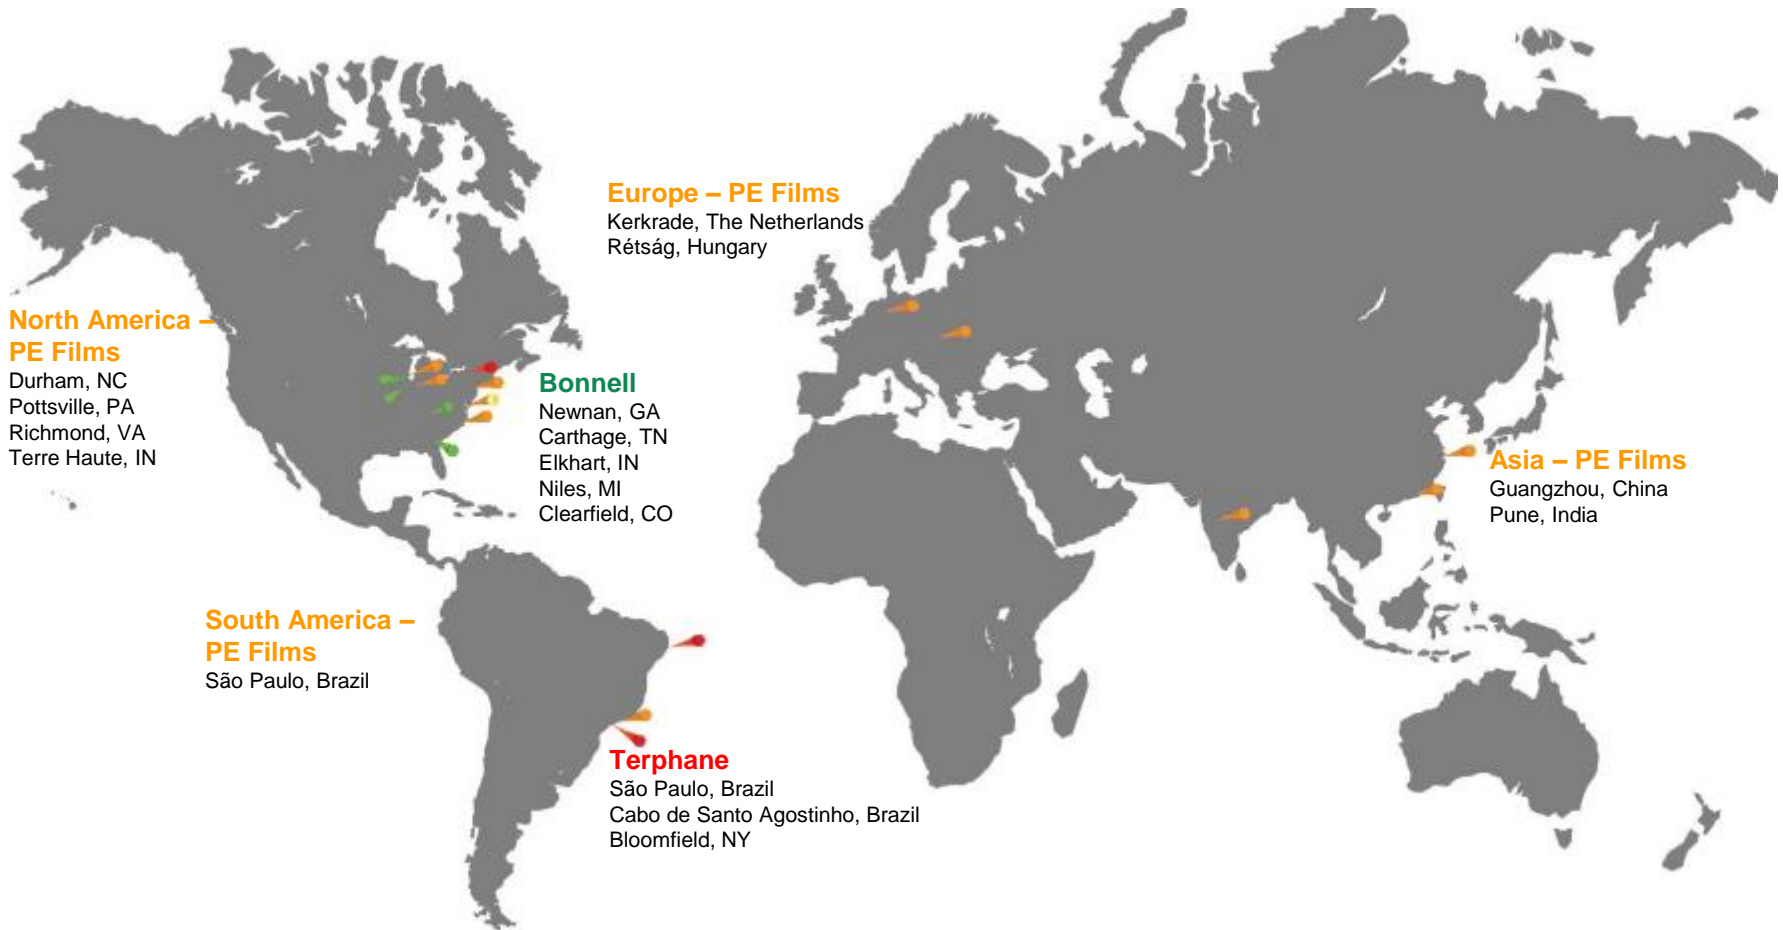 Europe – PE Films
Kerkrade, The Netherlands
Rétság, Hungary
North America –
PE Films
Durham, NC
Pottsville, PA
Richmond, VA
Terre Haute, IN
Bonnell
Newnan, GA
Carthage, TN
Elkhart, IN
Niles, MI
Clearfield, CO
Asia – PE Films
Guangzhou, China
Pune, India
South America –
PE Films
São Paulo, Brazil
Terphane
São Paulo, Brazil
Cabo de Santo Agostinho, Brazil
Bloomfield, NY